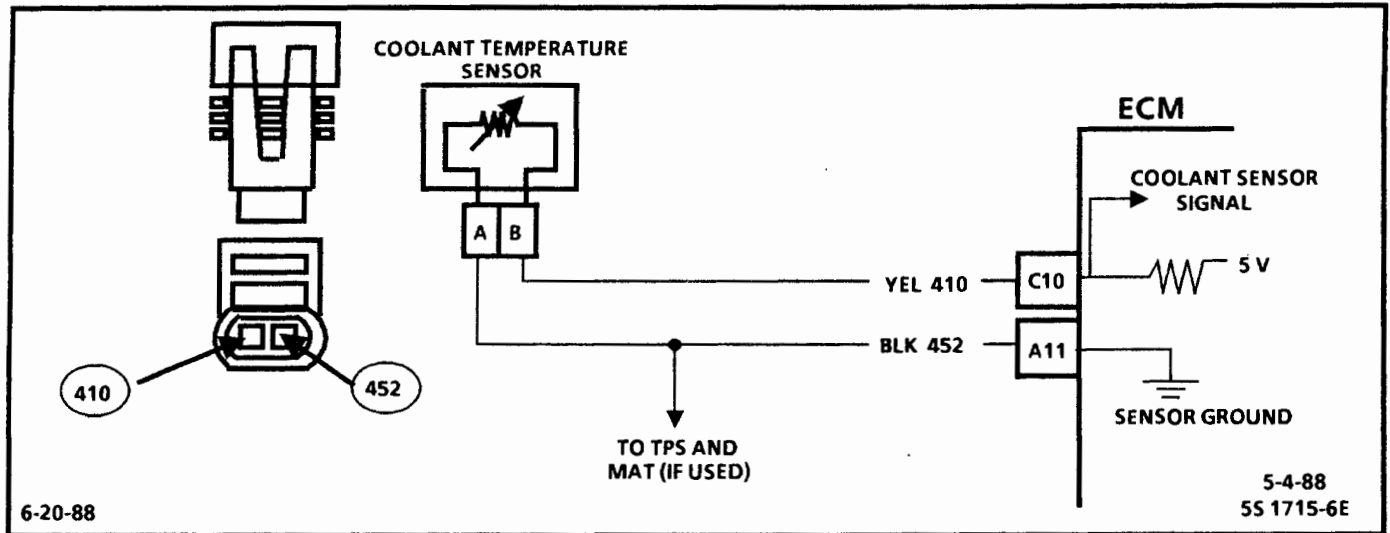 COOLANT TEMPERATURE
SENSOR
A B
410
452
YEL 410
BLK 452
TO TPS AND
MAT (IF USED)
ECM
COOLANT SENSOR
SIGNAL
C10
5 V
A11
SENSOR GROUND
6-20-88
5-4-88
5S 1715-6E